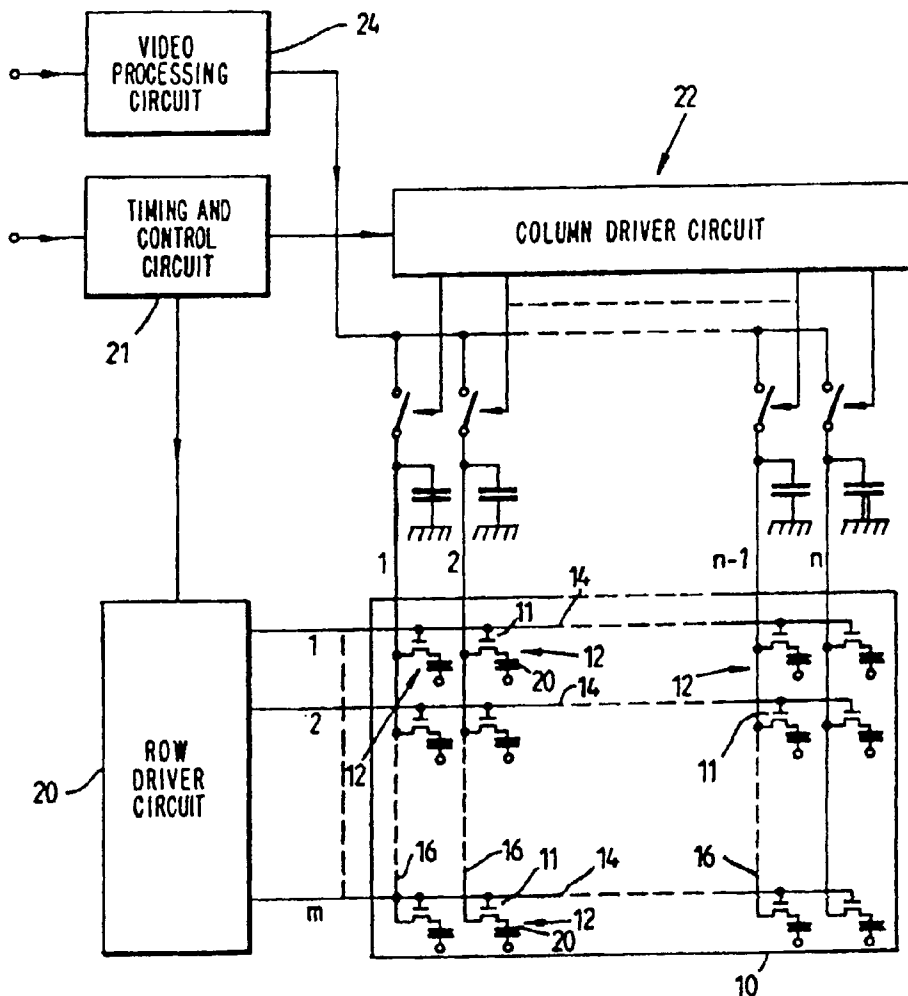 24
VIDEO
PROCESSING
CIRCUIT
22
TIMING AND
CONTROL
CIRCUIT
COLUMN DRIVER CIRCUIT
21
1 2 n-1 n
1 11 14
12 20 12
2 14
12 11
20
ROW
DRIVER
CIRCUIT
16 16 11 14 16
m 12
20
10